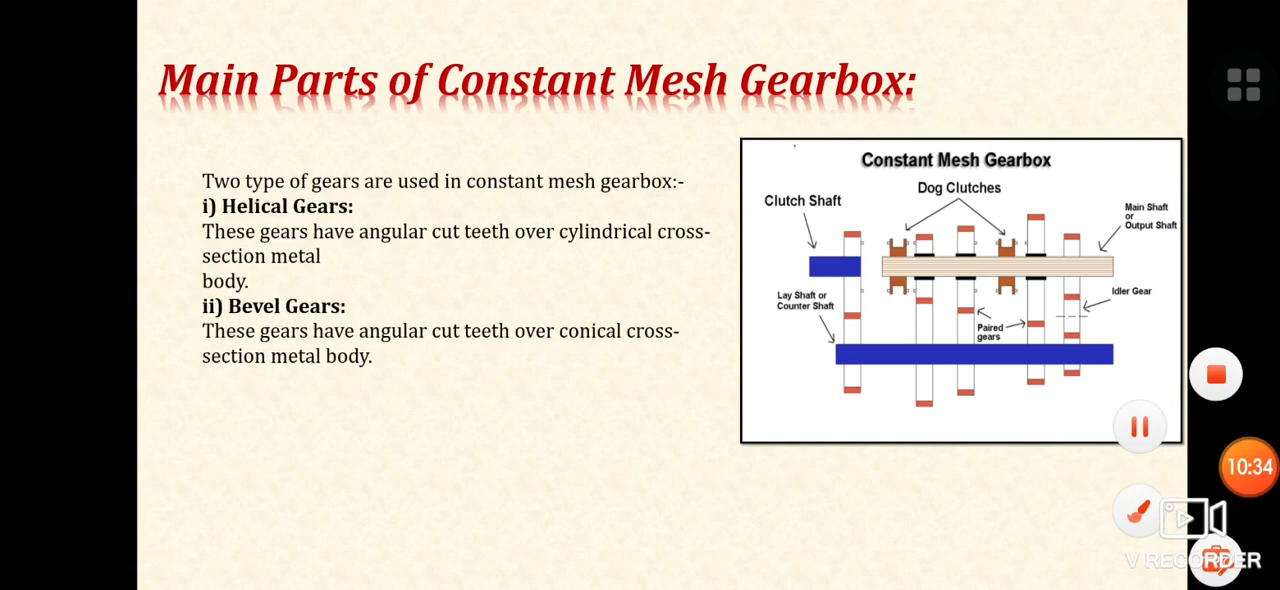 Main Parts of Constant Mesh Gearbox:
Two type of gears are used in constant mesh gearbox:-
i) Helical Gears:
These gears have angular cut teeth over cylindrical cross-
section metal
body.
ii) Bevel Gears:
These gears have angular cut teeth over conical cross-
section metal body.
Constant Mesh Gearbox
Dog Clutches
Clutch Shaft
Main Shaft
or
Output Shaft
Lay Shaft or
Counter Shaft
Idler Gear
Paired
gears
10:34
V RECORDER